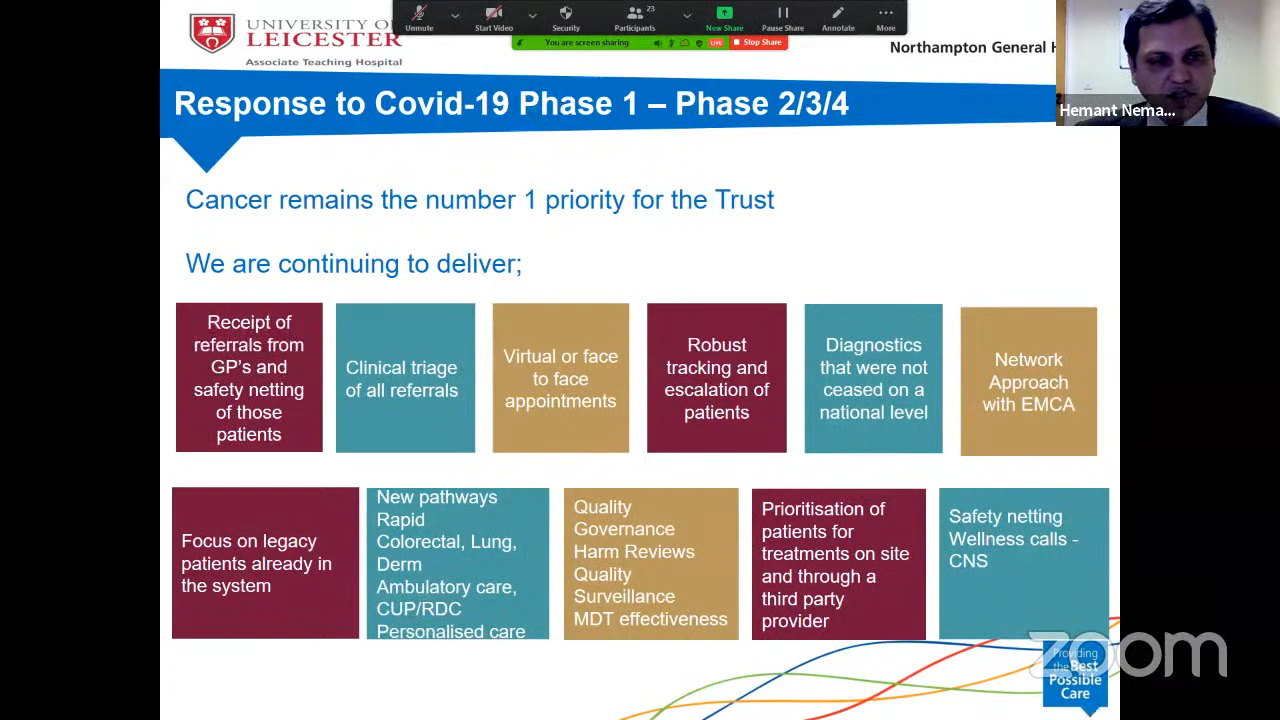 UNIVERSITY OF
LEICESTER
Associate Teaching Hospital
Unmute
Start Video
Security
23
Participants
New Share
Pause Share
Annotate
More
You are screen sharing
LIVE
Stop Share
Northampton General H
Hemant Nema...
Response to Covid-19 Phase 1 – Phase 2/3/4
Cancer remains the number 1 priority for the Trust
We are continuing to deliver;
Receipt of
referrals from
GP's and
safety netting
of those
patients
Clinical triage
of all referrals
Virtual or face
to face
appointments
Robust
tracking and
escalation of
patients
Diagnostics
that were not
ceased on a
national level
Network
Approach
with EMCA
Focus on legacy
patients already in
the system
New pathways
Rapid
Colorectal, Lung,
Derm
Ambulatory care,
CUP/RDC
Personalised care
Quality
Governance
Harm Reviews
Quality
Surveillance
MDT effectiveness
Prioritisation of
patients for
treatments on site
and through a
third party
provider
Safety netting
Wellness calls -
CNS
Providing
the Best
Possible
Care
zoom